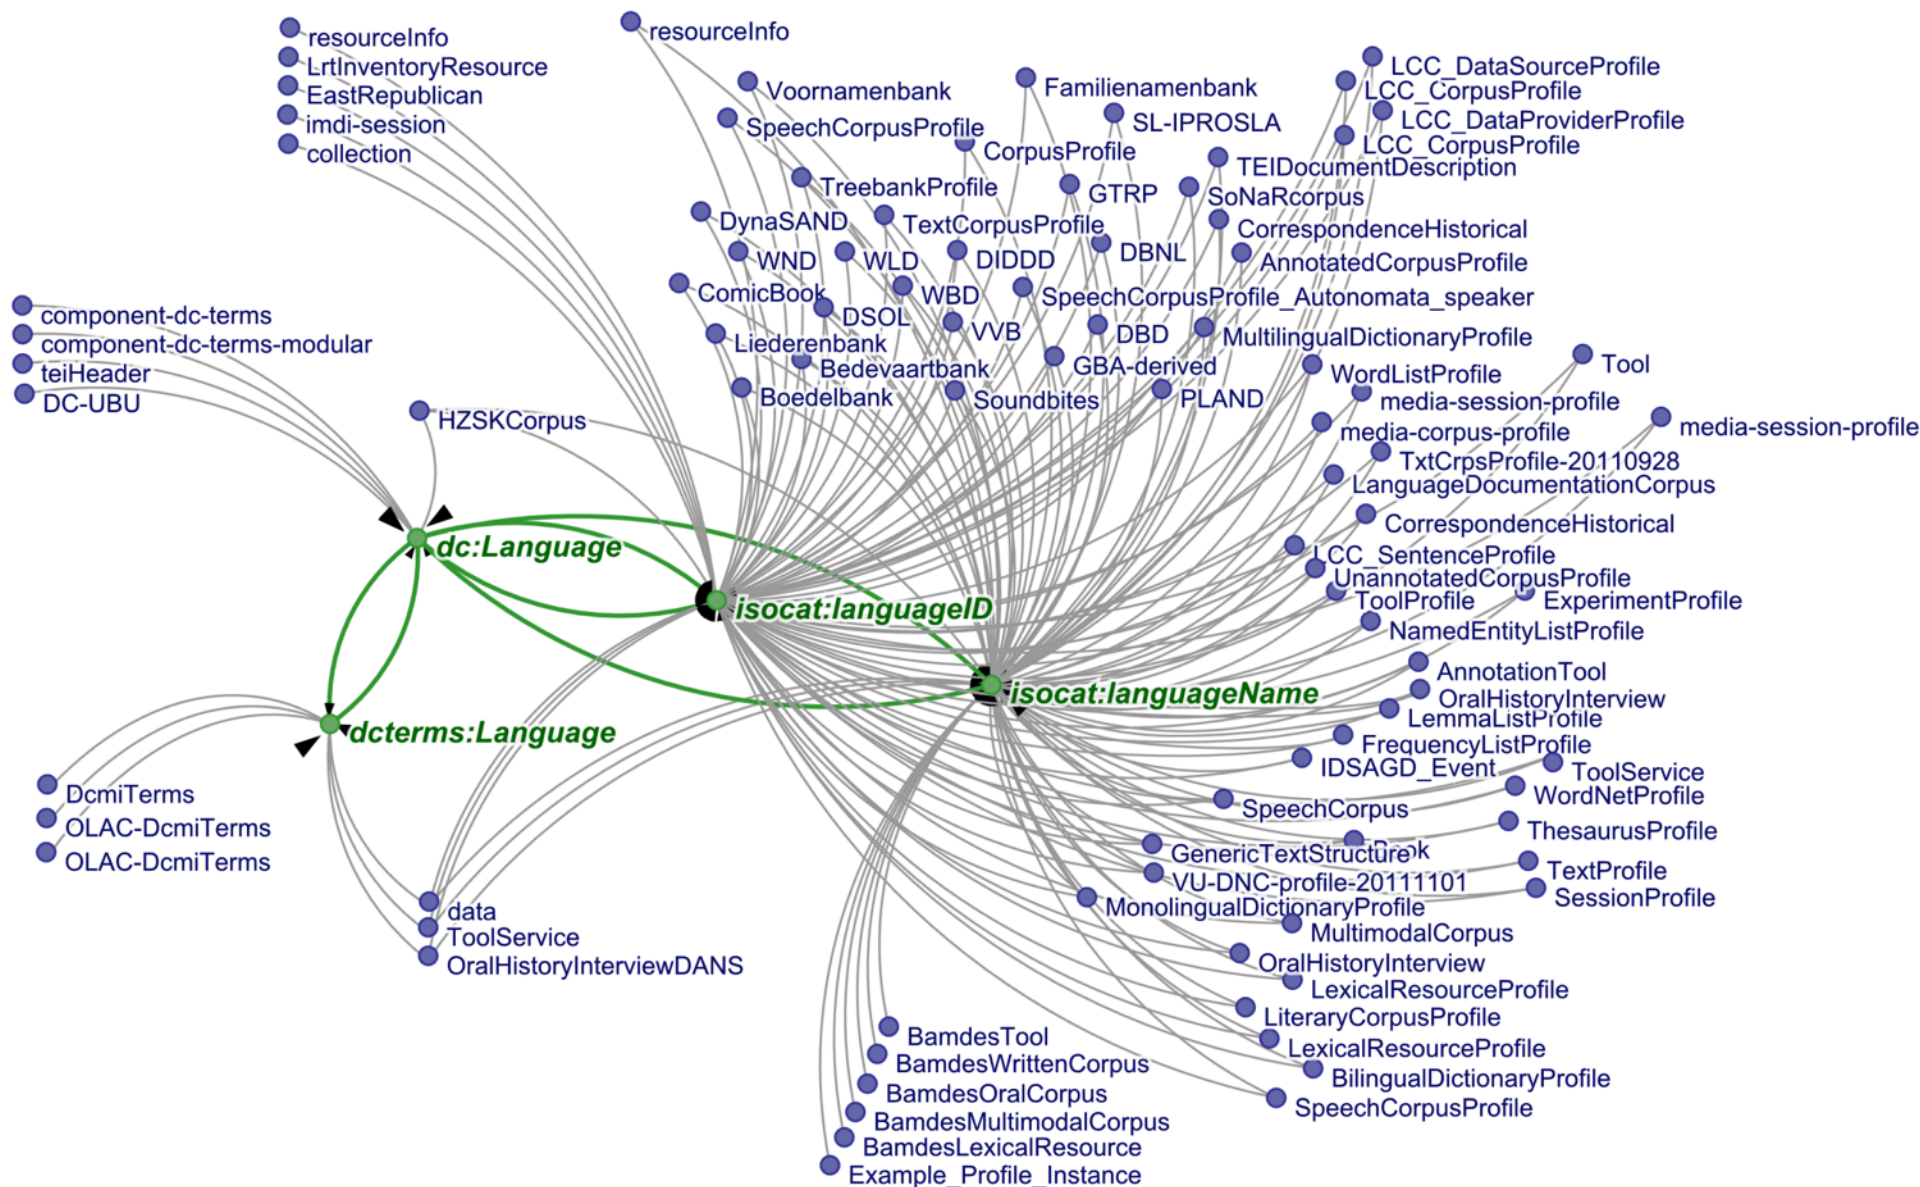 resourceInfo
LrtInventoryResource
EastRepublican
imdi-session
collection
resourceInfo
Voornamenbank
SpeechCorpusProfile
Familienamenbank
SL-IPROSLA
CorpusProfile
LCC_DataSourceProfile
LCC_CorpusProfile
LCC_DataProviderProfile
LCC_CorpusProfile
TEIDocumentDescription
TreebankProfile
GTRP
SoNaRcorpus
DynaSAND
TextCorpusProfile
CorrespondenceHistorical
WND
WLD
DIDDD
DBNL
AnnotatedCorpusProfile
ComicBook
WBD
SpeechCorpusProfile_Autonomata_speaker
DSOL
VVB
DBD
MultilingualDictionaryProfile
Liederenbank
Bedevaartbank
GBA-derived
Boedelbank
Soundbites
PLAND
WordListProfile
Tool
media-session-profile
media-corpus-profile
media-session-profile
TxtCrpsProfile-20110928
LanguageDocumentationCorpus
CorrespondenceHistorical
LCC_SentenceProfile
UnannotatedCorpusProfile
ToolProfile
ExperimentProfile
NamedEntityListProfile
component-dc-terms
component-dc-terms-modular
teiHeader
DC-UBU
HZSKCorpus
dc:Language
isocat:languageID
isocat:languageName
dcterms:Language
AnnotationTool
OralHistoryInterview
LemmaListProfile
FrequencyListProfile
IDSAGD_Event
ToolService
WordNetProfile
SpeechCorpus
ThesaurusProfile
GenericTextStructure
Book
TextProfile
VU-DNC-profile-20111101
SessionProfile
MonolingualDictionaryProfile
MultimodalCorpus
OralHistoryInterview
LexicalResourceProfile
LiteraryCorpusProfile
LexicalResourceProfile
BilingualDictionaryProfile
SpeechCorpusProfile
DcmiTerms
OLAC-DcmiTerms
OLAC-DcmiTerms
data
ToolService
OralHistoryInterviewDANS
BamdesTool
BamdesWrittenCorpus
BamdesOralCorpus
BamdesMultimodalCorpus
BamdesLexicalResource
Example_Profile_Instance